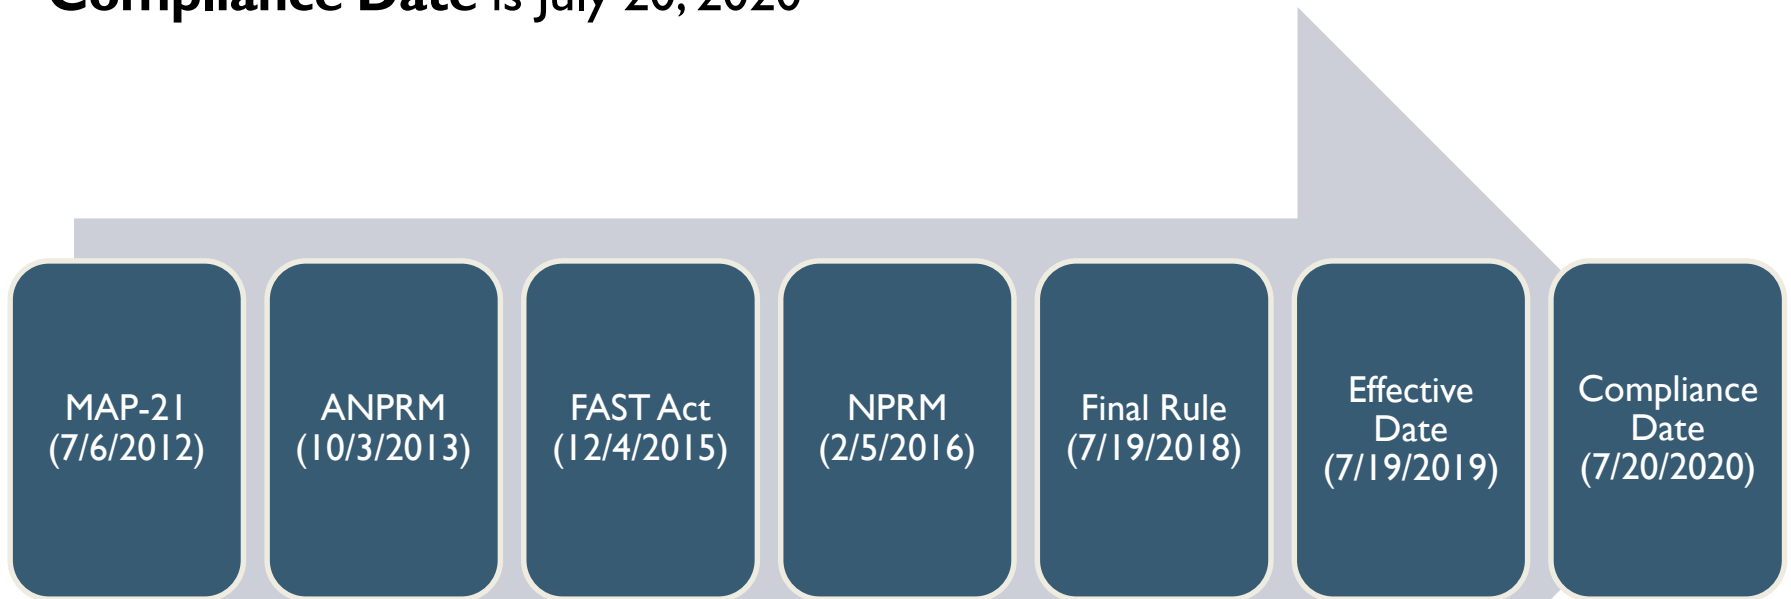 Compliance Date is July 20, 2020
MAP-21
(7/6/2012)
ANPRM
(10/3/2013)
FAST Act
(12/4/2015)
NPRM
(2/5/2016)
Final Rule
(7/19/2018)
Effective
Date
(7/19/2019)
Compliance
Date
(7/20/2020)